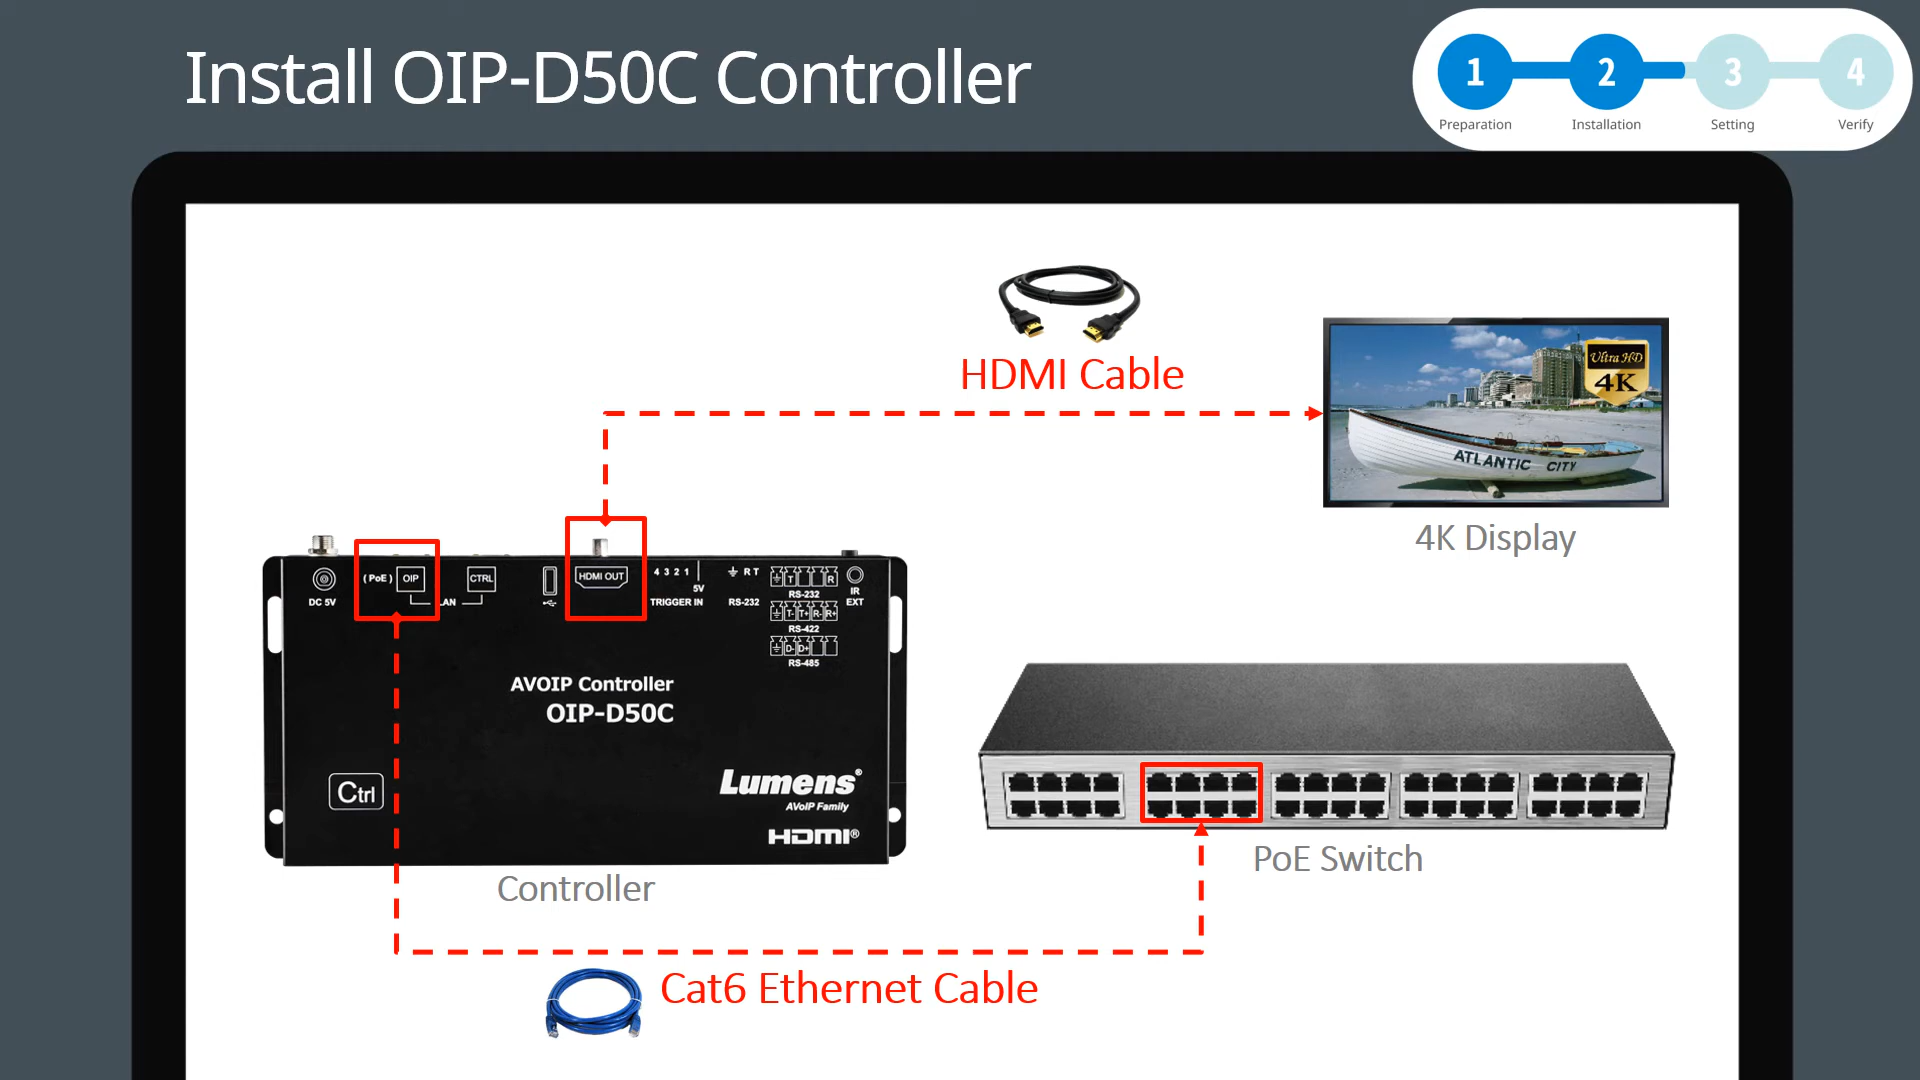 Install OIP-D50C Controller
1 2 3 4
Preparation Installation Setting Verify
HDMI Cable
Ultra HD
4K
ATLANTIC CITY
4K Display
DC 5V
(PoE) OIP
CTRL
LAN
HDMI OUT
4 3 2 1
5V
TRIGGER IN
R T
RS-232
T R
RS-232
T- T+ R- R+
RS-422
D- D+
RS-485
IR
EXT
AVOIP Controller
OIP-D50C
Ctrl
Lumens®
AVoIP Family
HDMI®
Controller
PoE Switch
Cat6 Ethernet Cable